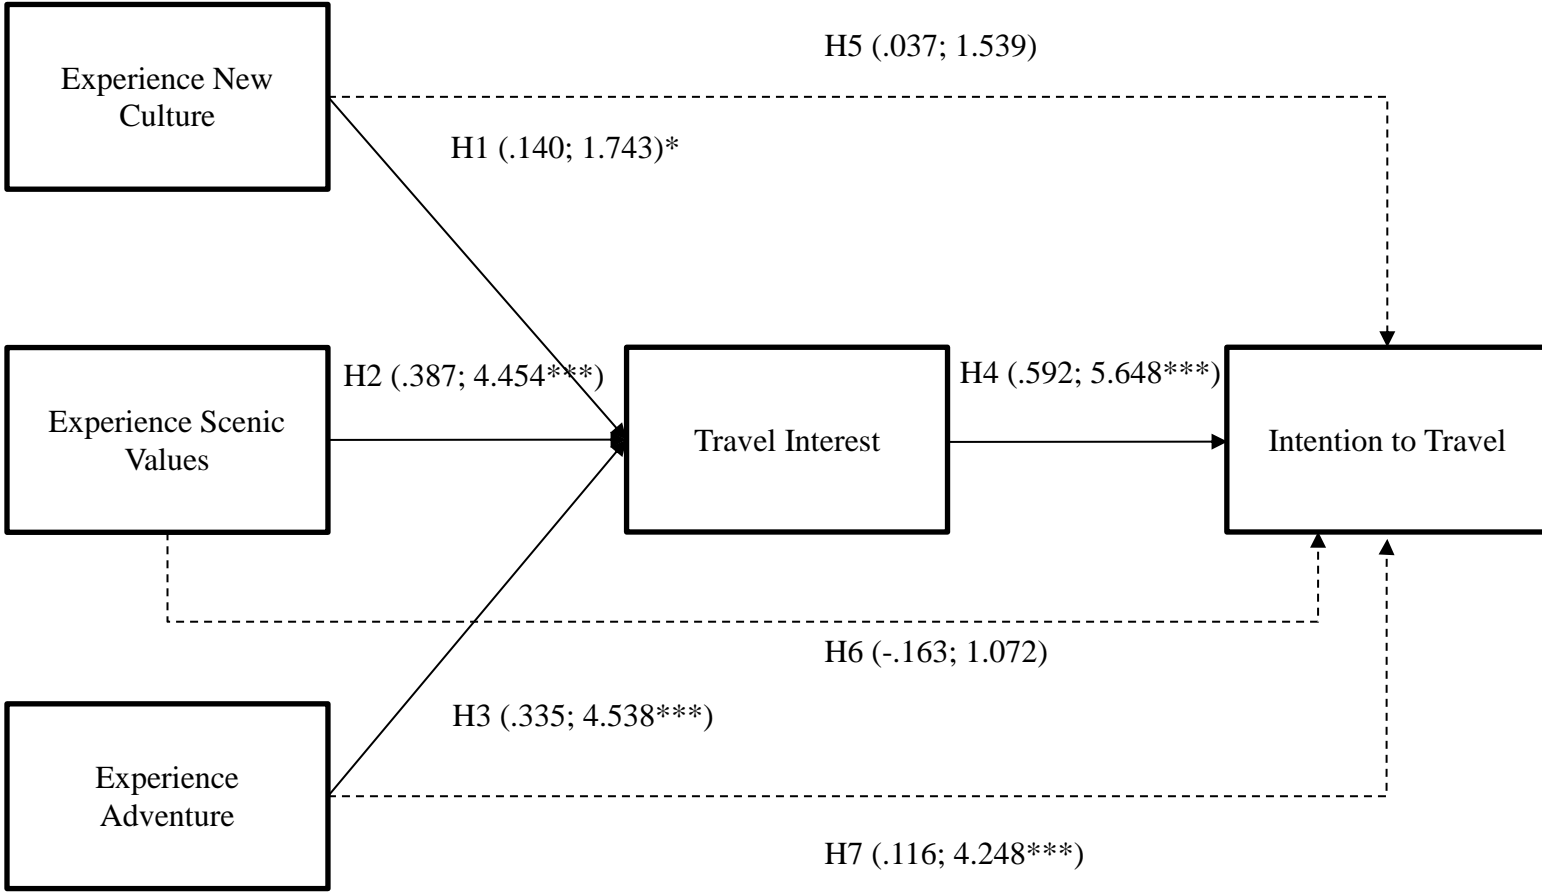 H5 (.037; 1.539)
Experience New
Culture
H1 (.140; 1.743)*
H2 (.387; 4.454***)
H4 (.592; 5.648***)
Experience Scenic
Values
Travel Interest
Intention to Travel
H6 (-.163; 1.072)
H3 (.335; 4.538***)
Experience
Adventure
H7 (.116; 4.248***)